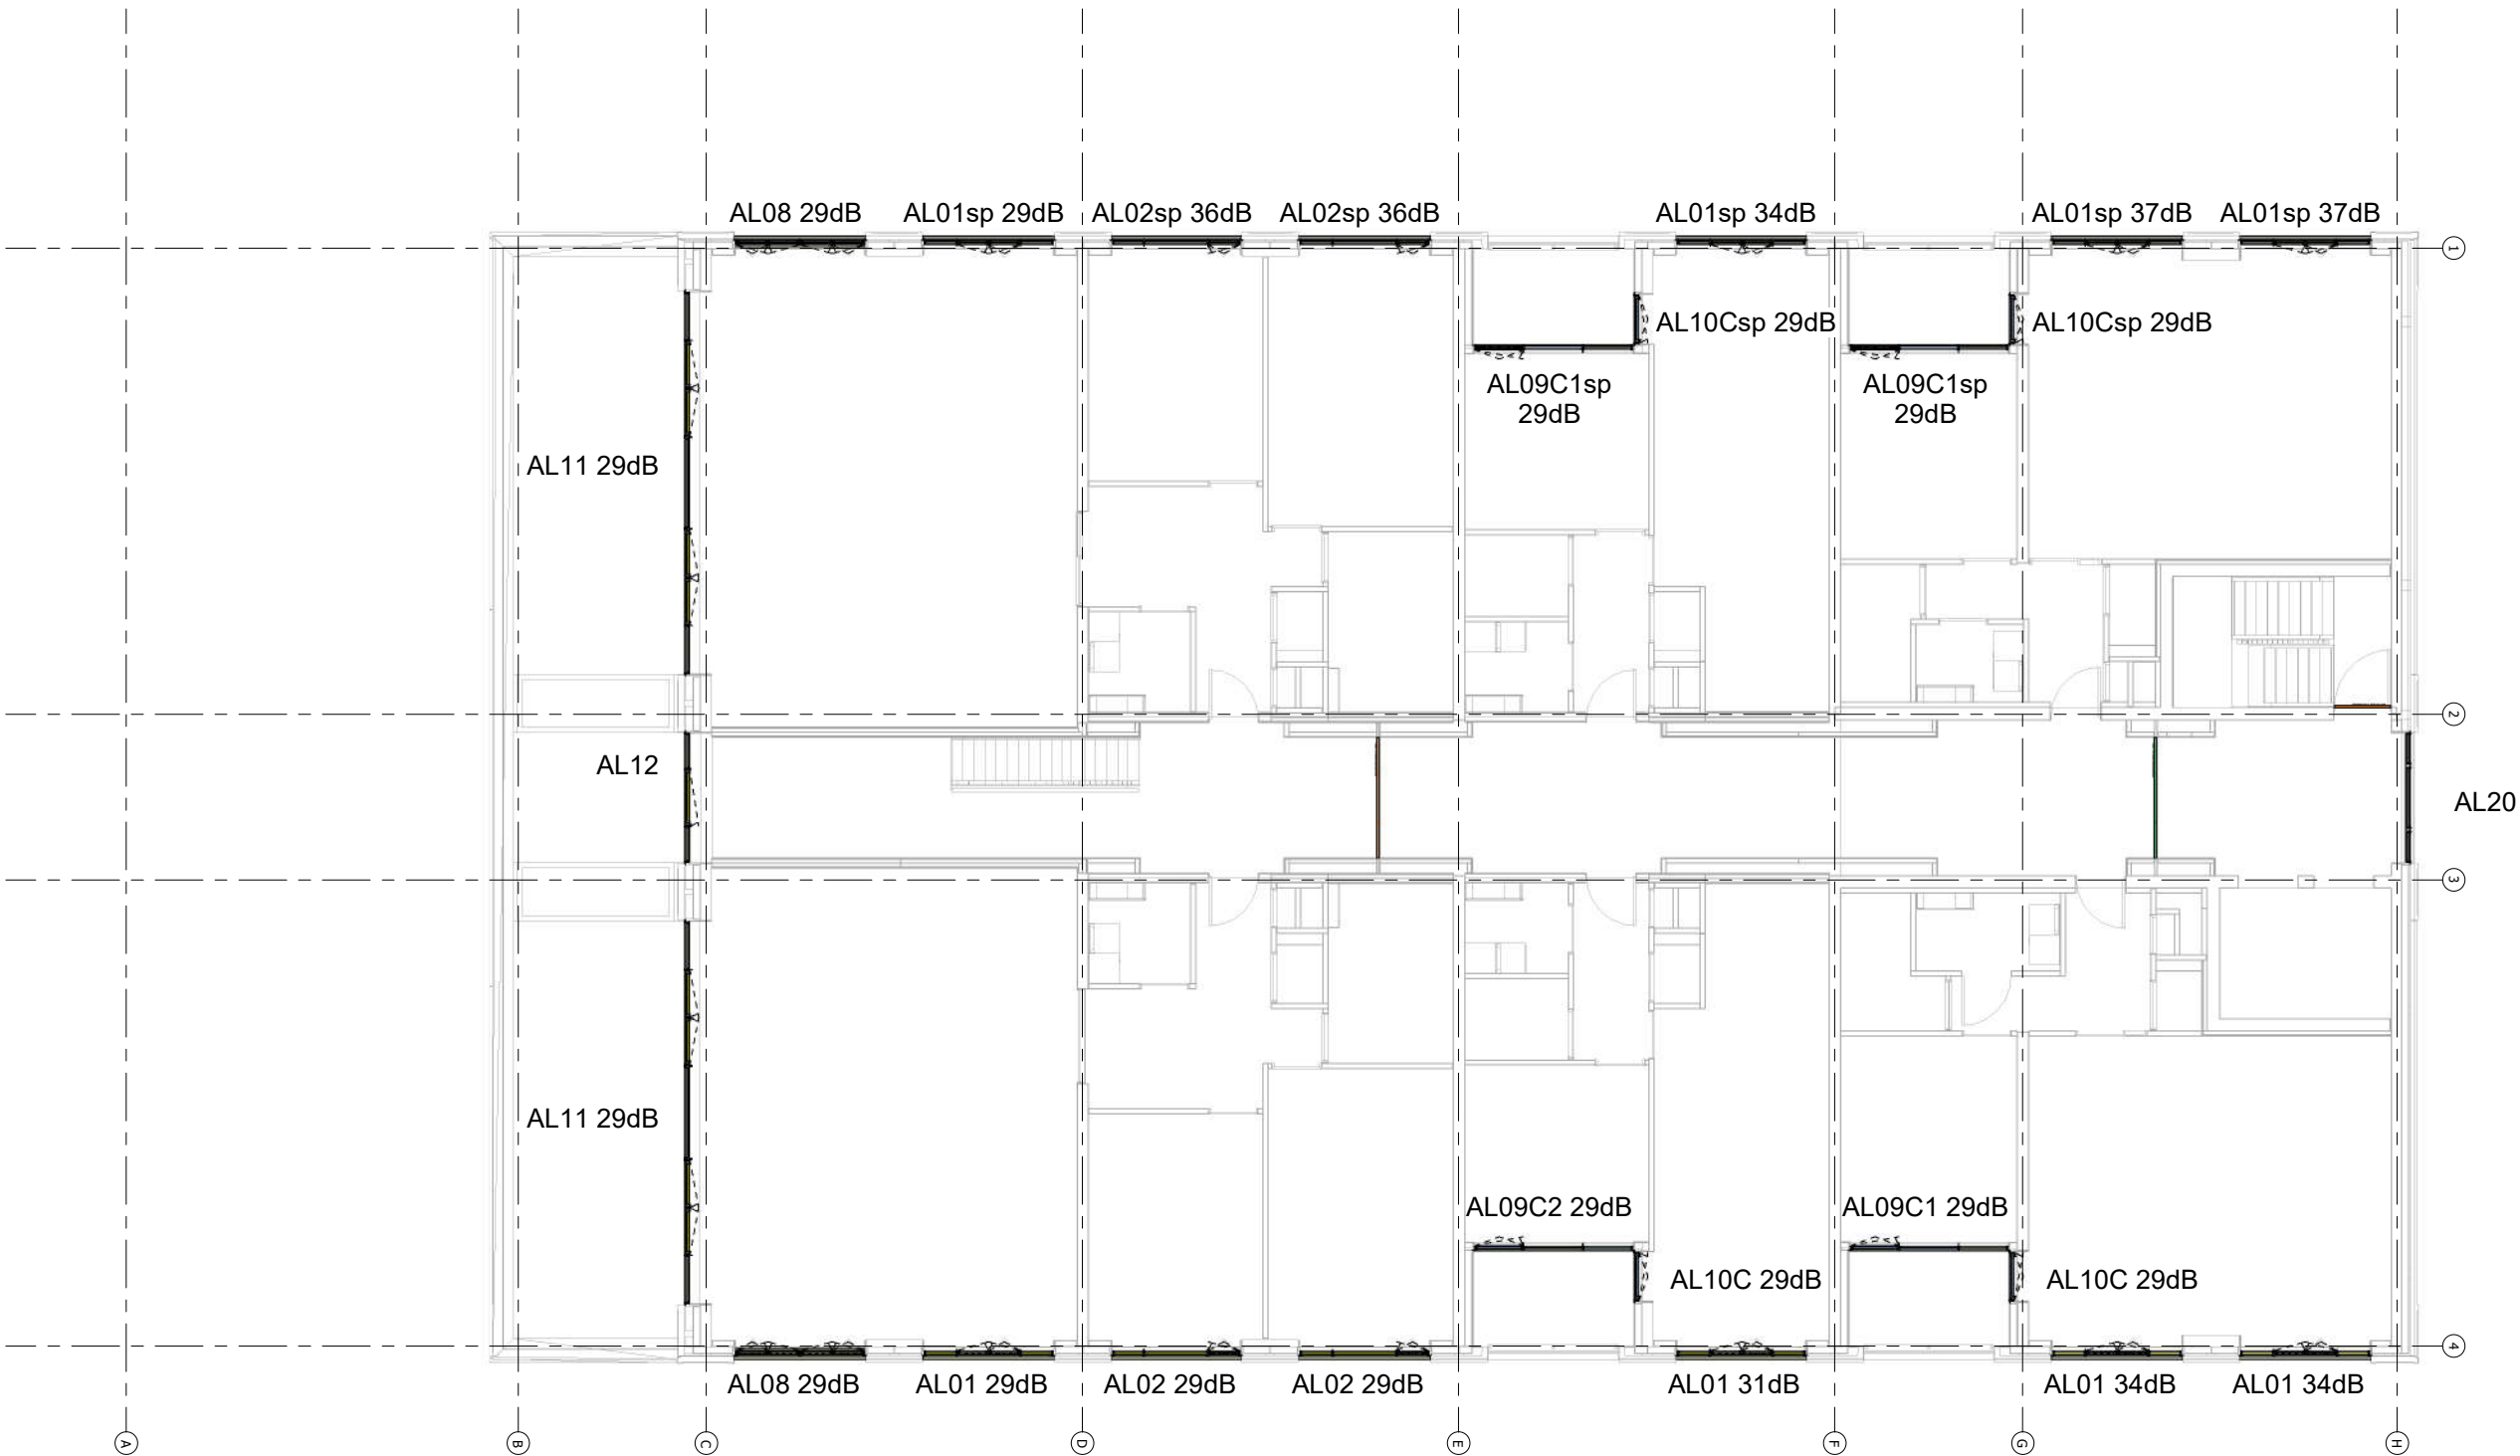 AL08 29dB
AL01sp 29dB
AL02sp 36dB
AL02sp 36dB
AL01sp 34dB
AL01sp 37dB
AL01sp 37dB
1
AL10Csp 29dB
AL10Csp 29dB
AL09C1sp
29dB
AL09C1sp
29dB
AL11 29dB
2
AL12
AL20
3
AL11 29dB
AL09C2 29dB
AL09C1 29dB
AL10C 29dB
AL10C 29dB
4
AL08 29dB
AL01 29dB
AL02 29dB
AL02 29dB
AL01 31dB
AL01 34dB
AL01 34dB
A
B
C
D
E
F
G
H